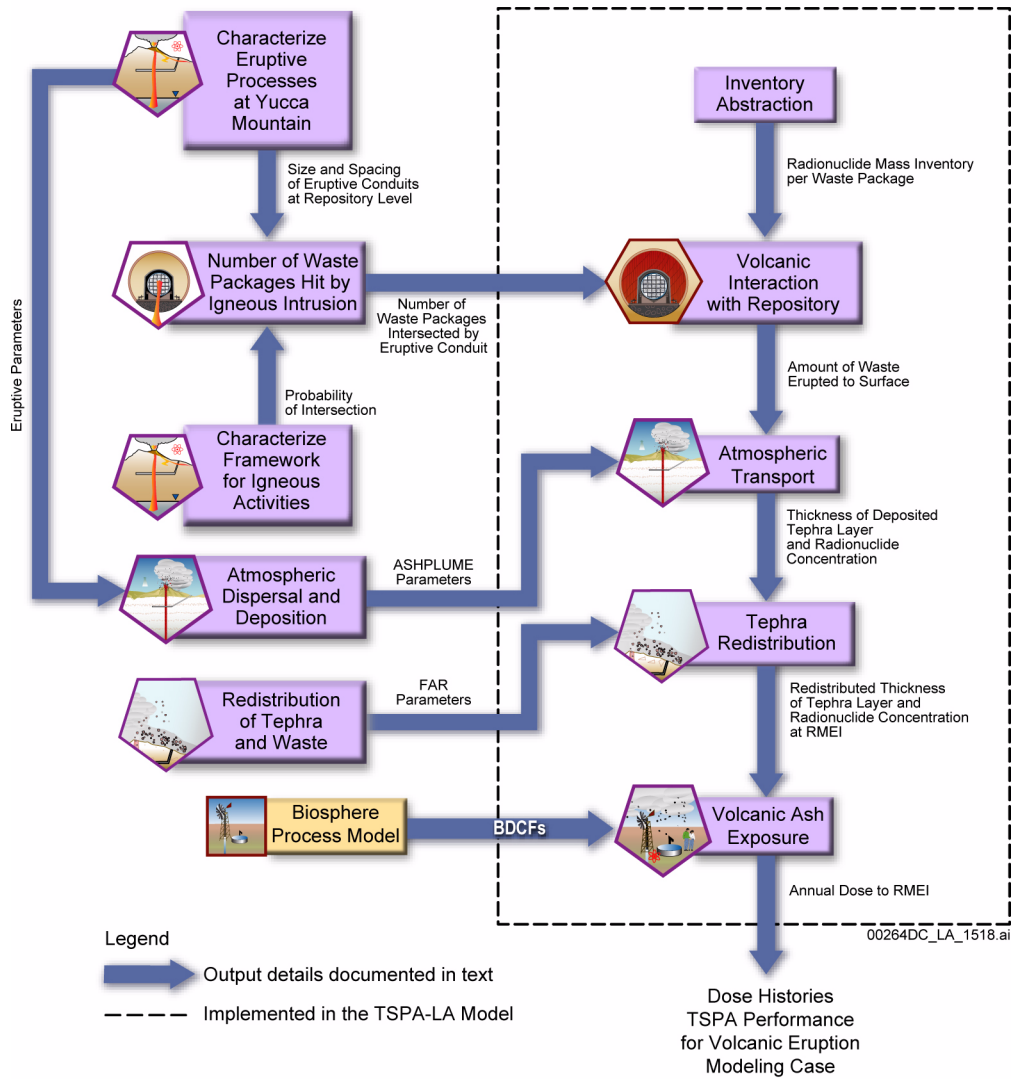 Characterize
Eruptive
Processes
at Yucca
Mountain
Inventory
Abstraction
Size and Spacing
of Eruptive Conduits
at Repository Level
Radionuclide Mass Inventory
per Waste Package
Number of Waste
Packages Hit by
Igneous Intrusion
Volcanic
Interaction
with Repository
Number of
Waste Packages
Intersected by
Eruptive Conduit
Eruptive Parameters
Amount of Waste
Erupted to Surface
Probability
of Intersection
Characterize
Framework
for Igneous
Activities
Atmospheric
Transport
Thickness of Deposited
Tephra Layer
and Radionuclide
Concentration
Atmospheric
Dispersal and
Deposition
ASHPLUME
Parameters
Tephra
Redistribution
Redistribution
of Tephra
and Waste
FAR
Parameters
Redistributed Thickness
of Tephra Layer and
Radionuclide Concentration
at RMEI
Biosphere
Process Model
BDCFs
Volcanic Ash
Exposure
Annual Dose to RMEI
00264DC_LA_1518.ai
Legend
Output details documented in text
Implemented in the TSPA-LA Model
Dose Histories
TSPA Performance
for Volcanic Eruption
Modeling Case